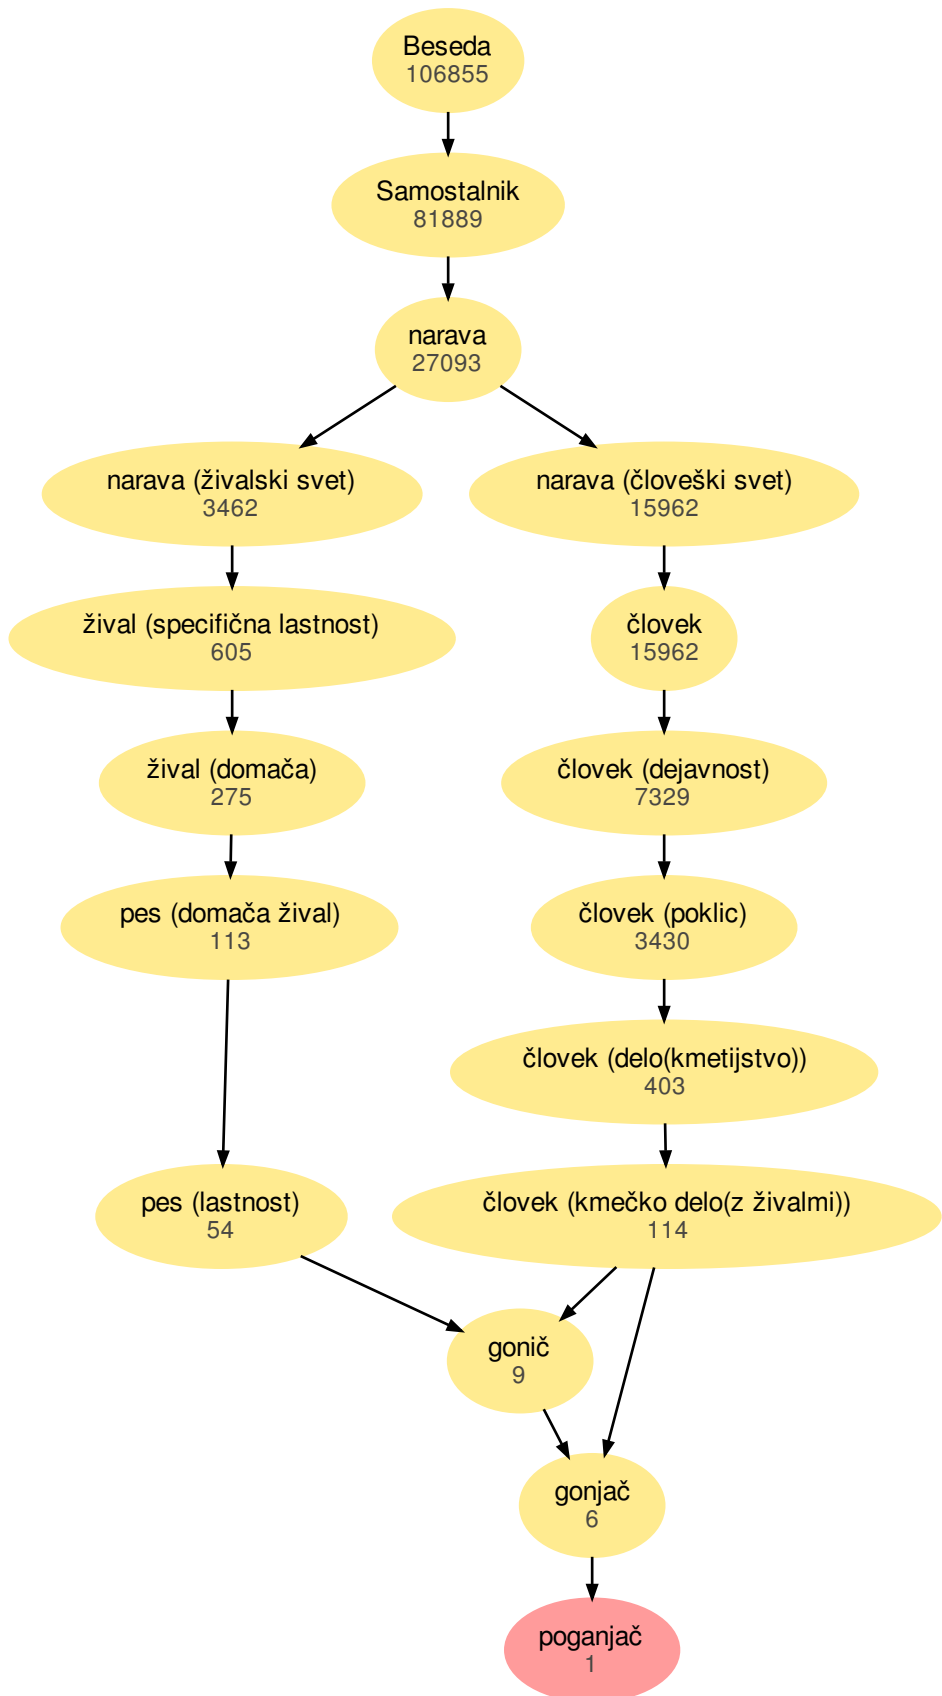 Beseda
106855
Samostalnik
81889
narava
27093
narava (živalski svet)
3462
narava (človeški svet)
15962
žival (specifična lastnost)
605
človek
15962
žival (domača)
275
človek (dejavnost)
7329
pes (domača žival)
113
človek (poklic)
3430
človek (delo(kmetijstvo))
403
pes (lastnost)
54
človek (kmečko delo(z živalmi))
114
gonič
9
gonjač
6
poganjač
1